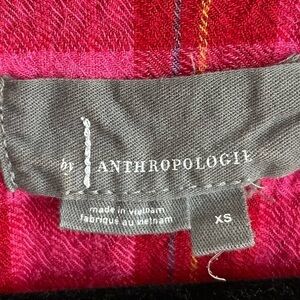 by ANTHROPOLOGIE
made in vietnam
fabriqué au vietnam
XS